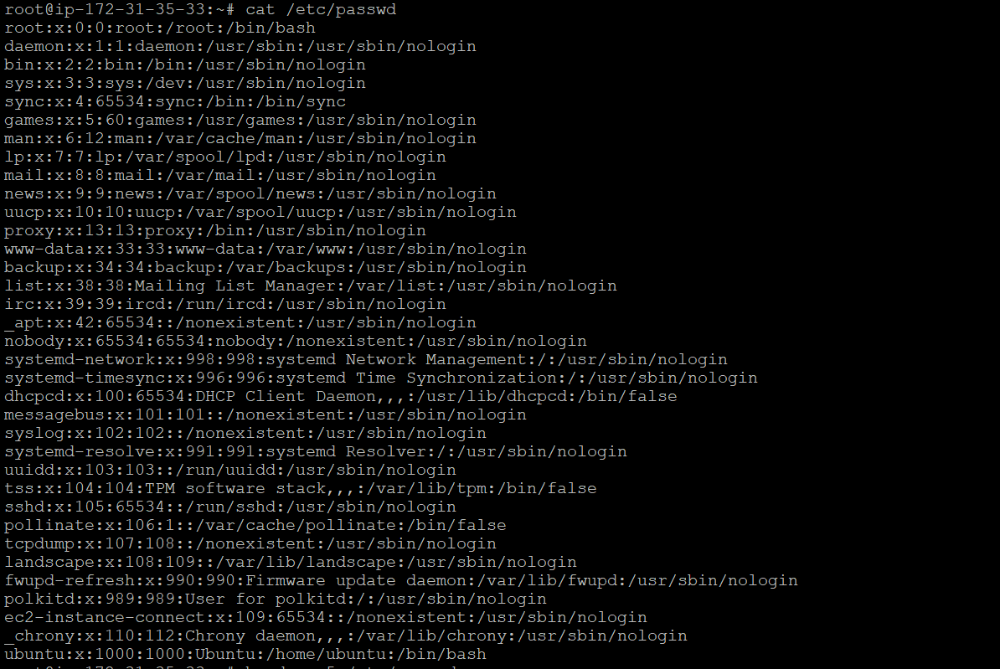 root@ip-172-31-35-33:~# cat /etc/passwd
root:x:0:0:root:/root:/bin/bash
daemon:x:1:1:daemon:/usr/sbin:/usr/sbin/nologin
bin:x:2:2:bin:/bin:/usr/sbin/nologin
sys:x:3:3:sys:/dev:/usr/sbin/nologin
sync:x:4:65534:sync:/bin:/bin/sync
games:x:5:60:games:/usr/games:/usr/sbin/nologin
man:x:6:12:man:/var/cache/man:/usr/sbin/nologin
lp:x:7:7:lp:/var/spool/lpd:/usr/sbin/nologin
mail:x:8:8:mail:/var/mail:/usr/sbin/nologin
news:x:9:9:news:/var/spool/news:/usr/sbin/nologin
uucp:x:10:10:uucp:/var/spool/uucp:/usr/sbin/nologin
proxy:x:13:13:proxy:/bin:/usr/sbin/nologin
www-data:x:33:33:www-data:/var/www:/usr/sbin/nologin
backup:x:34:34:backup:/var/backups:/usr/sbin/nologin
list:x:38:38:Mailing List Manager:/var/list:/usr/sbin/nologin
irc:x:39:39:ircd:/run/ircd:/usr/sbin/nologin
_apt:x:42:65534::/nonexistent:/usr/sbin/nologin
nobody:x:65534:65534:nobody:/nonexistent:/usr/sbin/nologin
systemd-network:x:998:998:systemd Network Management:/:/usr/sbin/nologin
systemd-timesync:x:996:996:systemd Time Synchronization:/:/usr/sbin/nologin
dhcpcd:x:100:65534:DHCP Client Daemon,,,:/usr/lib/dhcpcd:/bin/false
messagebus:x:101:101::/nonexistent:/usr/sbin/nologin
syslog:x:102:102::/nonexistent:/usr/sbin/nologin
systemd-resolve:x:991:991:systemd Resolver:/:/usr/sbin/nologin
uuidd:x:103:103::/run/uuidd:/usr/sbin/nologin
tss:x:104:104:TPM software stack,,,:/var/lib/tpm:/bin/false
sshd:x:105:65534::/run/sshd:/usr/sbin/nologin
pollinate:x:106:1::/var/cache/pollinate:/bin/false
tcpdump:x:107:108::/nonexistent:/usr/sbin/nologin
landscape:x:108:109::/var/lib/landscape:/usr/sbin/nologin
fwupd-refresh:x:990:990:Firmware update daemon:/var/lib/fwupd:/usr/sbin/nologin
polkitd:x:989:989:User for polkitd:/:/usr/sbin/nologin
ec2-instance-connect:x:109:65534::/nonexistent:/usr/sbin/nologin
_chrony:x:110:112:Chrony daemon,,,:/var/lib/chrony:/usr/sbin/nologin
ubuntu:x:1000:1000:Ubuntu:/home/ubuntu:/bin/bash